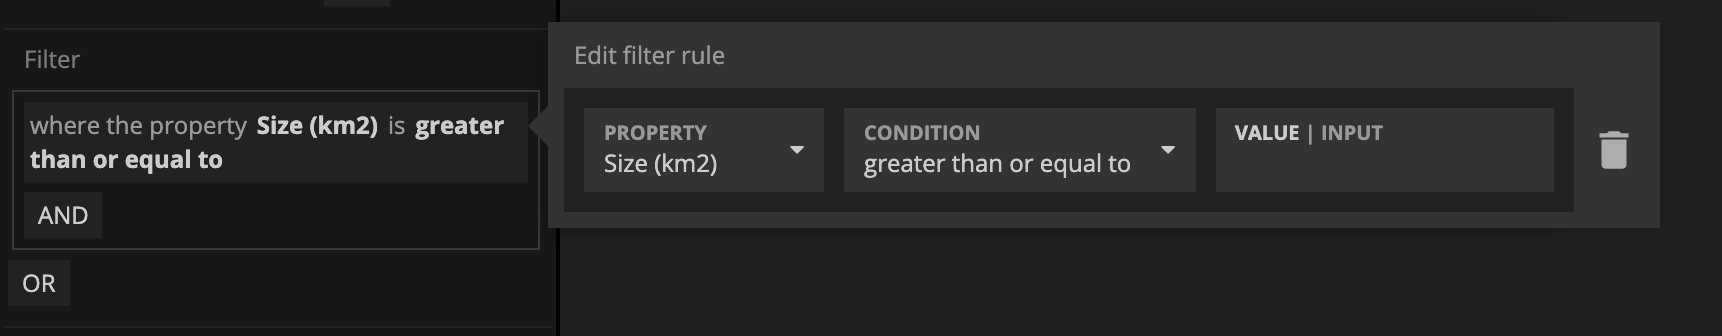 Filter
where the property Size (km2) is greater
than or equal to
AND
OR
Edit filter rule
PROPERTY
Size (km2)
CONDITION
greater than or equal to
VALUE | INPUT